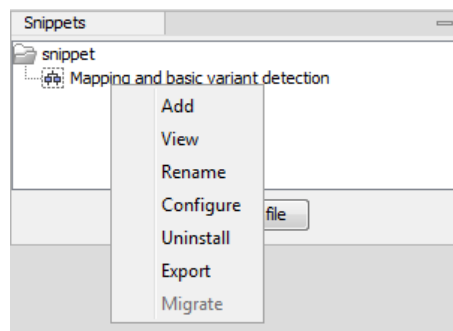 Snippets
snippet
Mapping and basic variant detection
Add
View
Rename
Configure
file
Uninstall
Export
Migrate